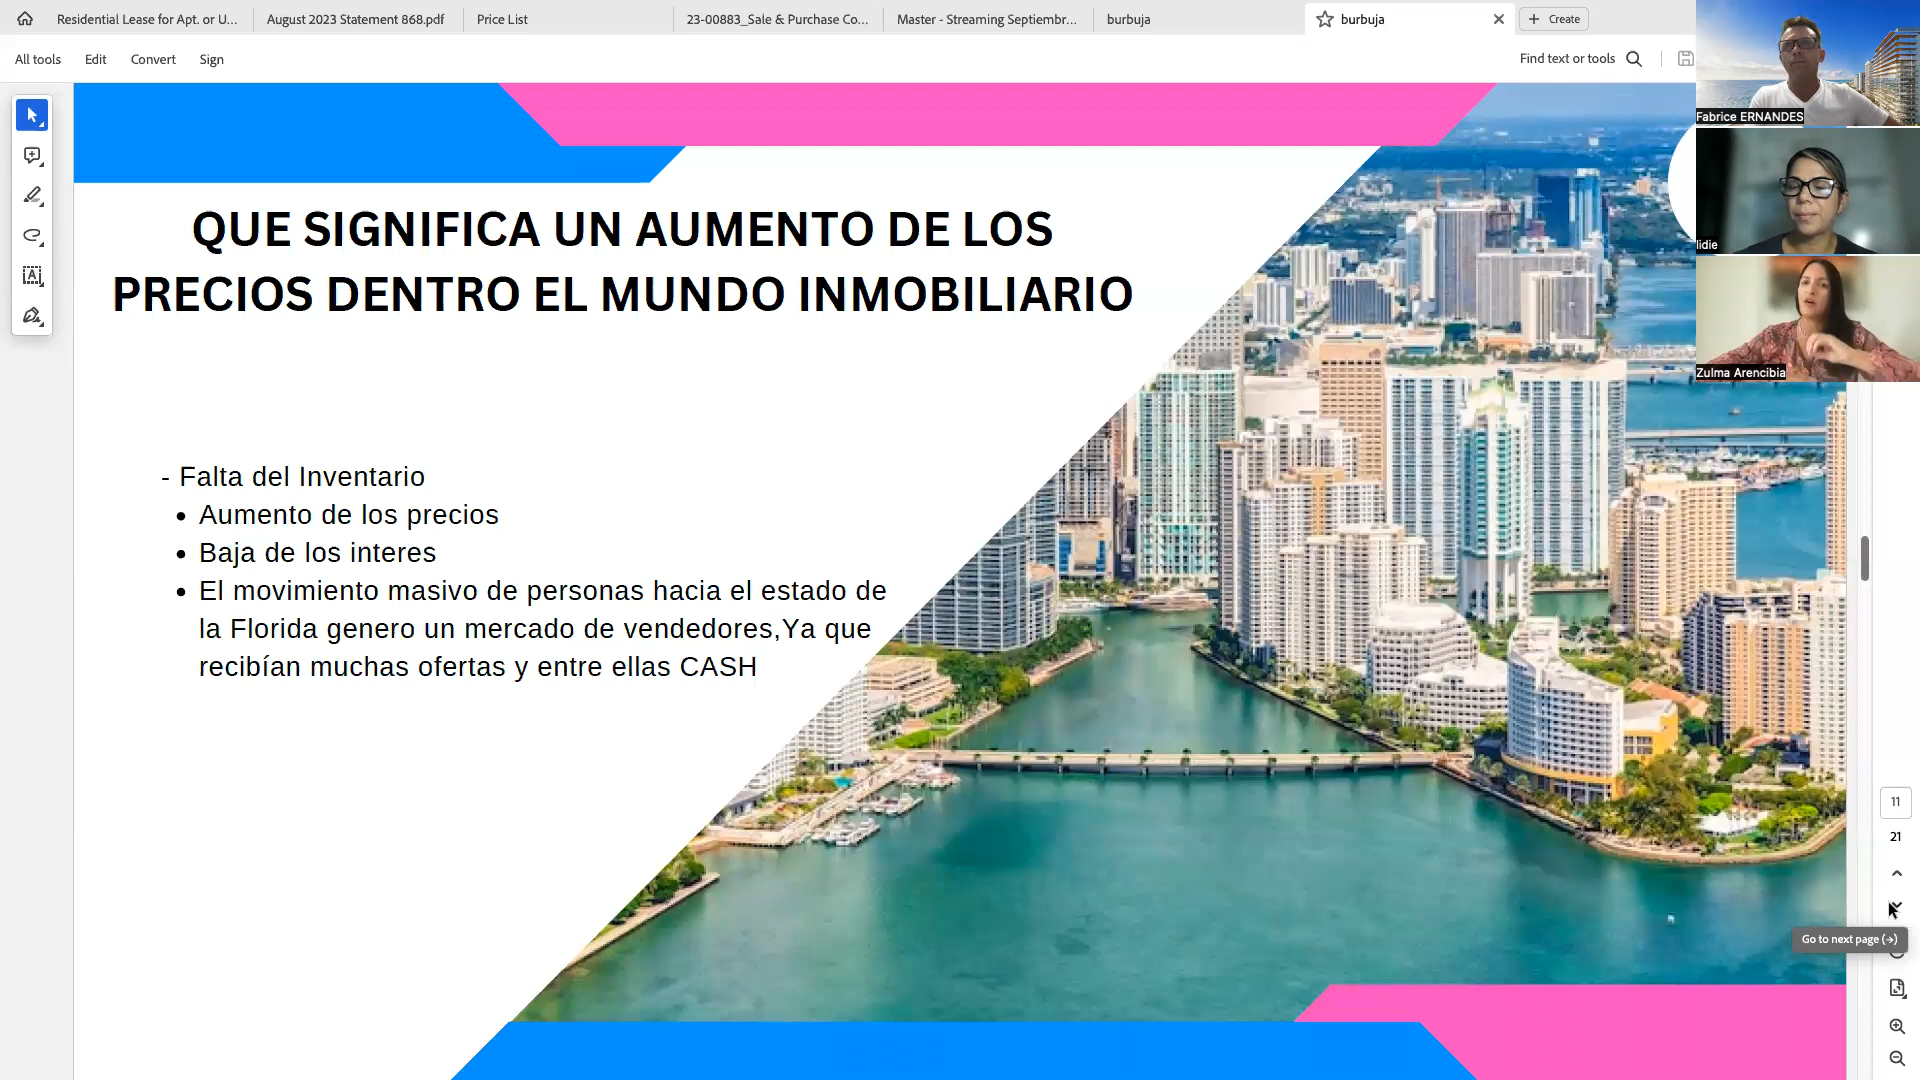 Residential Lease for Apt. or U...
August 2023 Statement 868.pdf
Price List
23-00883_Sale & Purchase Co...
Master - Streaming Septiembr...
burbuja
burbuja
Create
All tools
Edit
Convert
Sign
Find text or tools
Fabrice ERNANDES
lidie
Zulma Arencibia
QUE SIGNIFICA UN AUMENTO DE LOS
PRECIOS DENTRO EL MUNDO INMOBILIARIO
- Falta del Inventario
• Aumento de los precios
• Baja de los interes
• El movimiento masivo de personas hacia el estado de
la Florida genero un mercado de vendedores,Ya que
recibían muchas ofertas y entre ellas CASH
11
21
Go to next page (→)